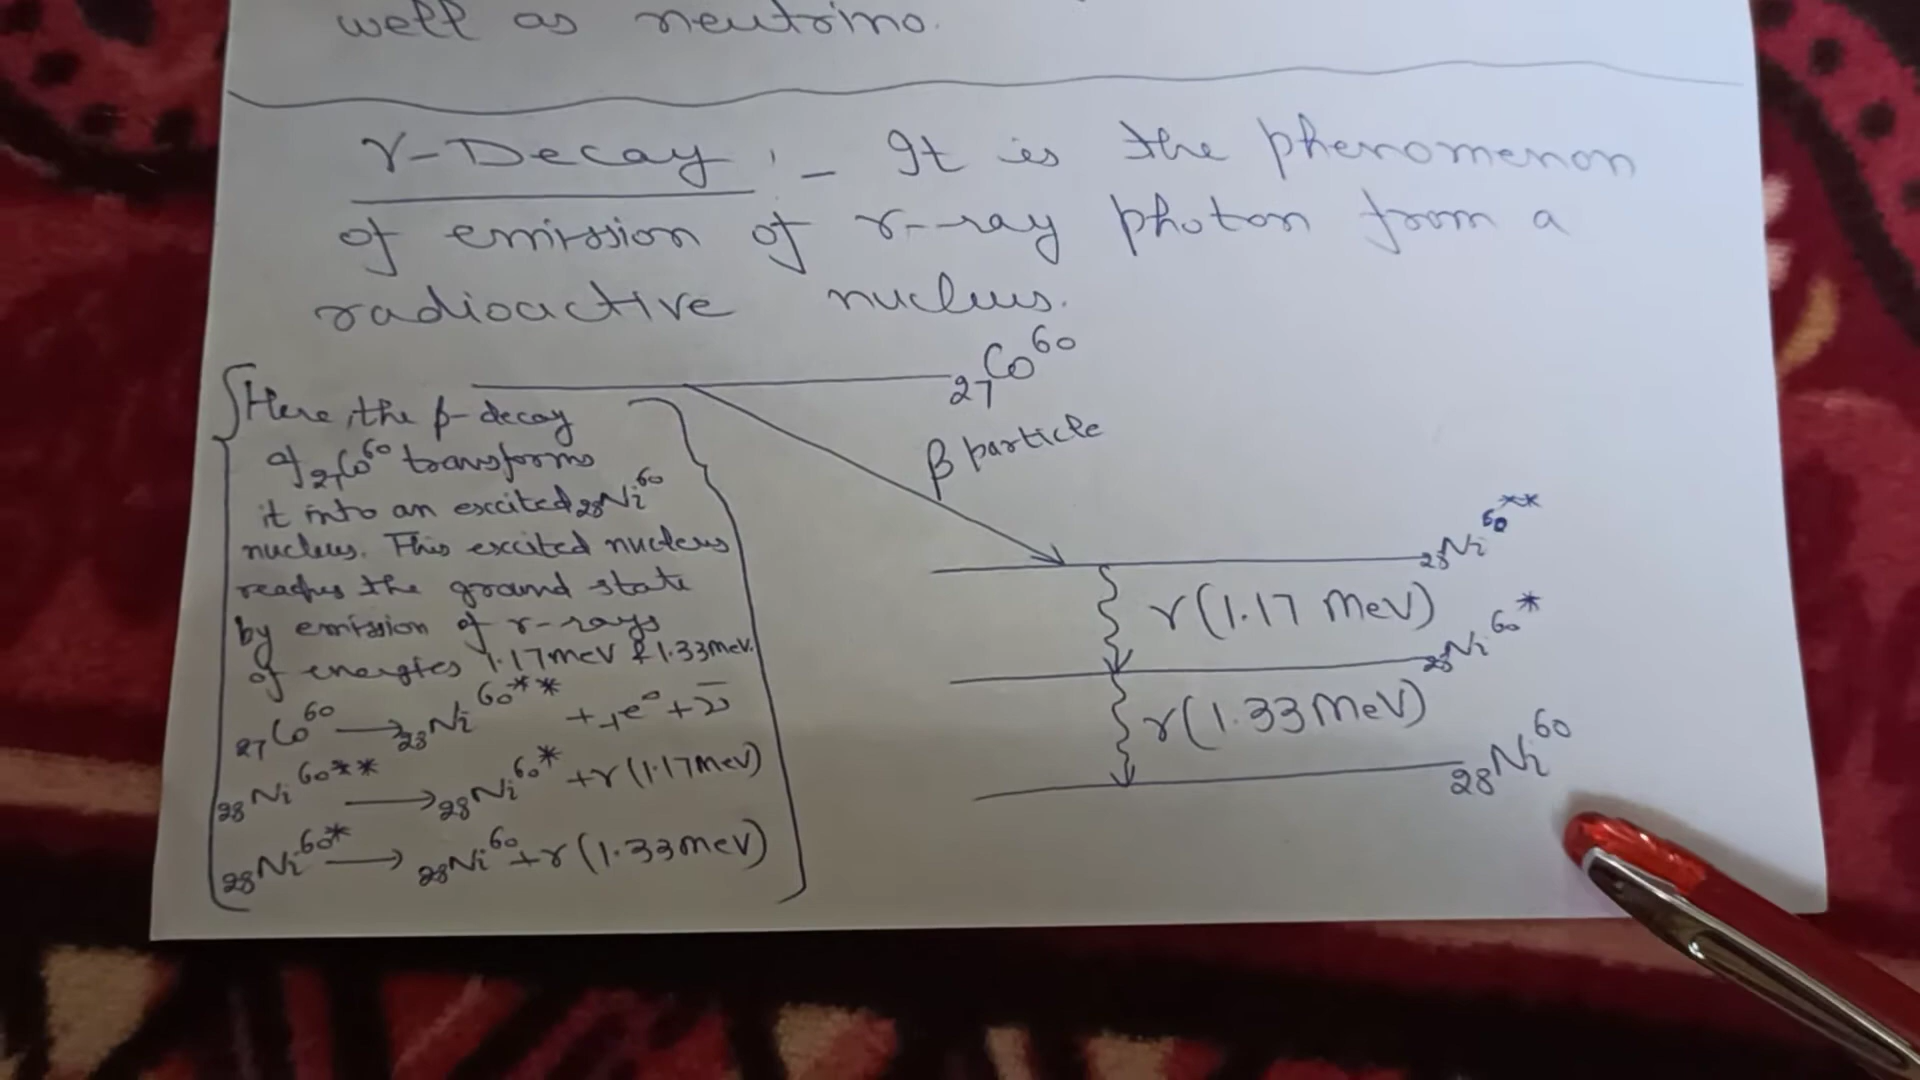 well as neutrino.
γ-Decay :- It is the phenomenon
of emission of γ-ray photon from a
radioactive nucleus.
₂₇Co⁶⁰
β particle
₂₈Ni⁶⁰**
γ(1.17 MeV)
₂₈Ni⁶⁰*
γ(1.33MeV)
₂₈Ni⁶⁰
Here, the β-decay
of ₂₇Co⁶⁰ transforms
it into an excited ₂₈Ni⁶⁰
nucleus. This excited nucleus
reaches the ground state
by emission of γ-rays
of energies 1.17meV & 1.33meV.
₂₇Co⁶⁰ → ₂₈Ni⁶⁰** + ₋₁e⁰ + ν̄
₂₈Ni⁶⁰** → ₂₈Ni⁶⁰* + γ(1.17meV)
₂₈Ni⁶⁰* → ₂₈Ni⁶⁰ + γ(1.33meV)